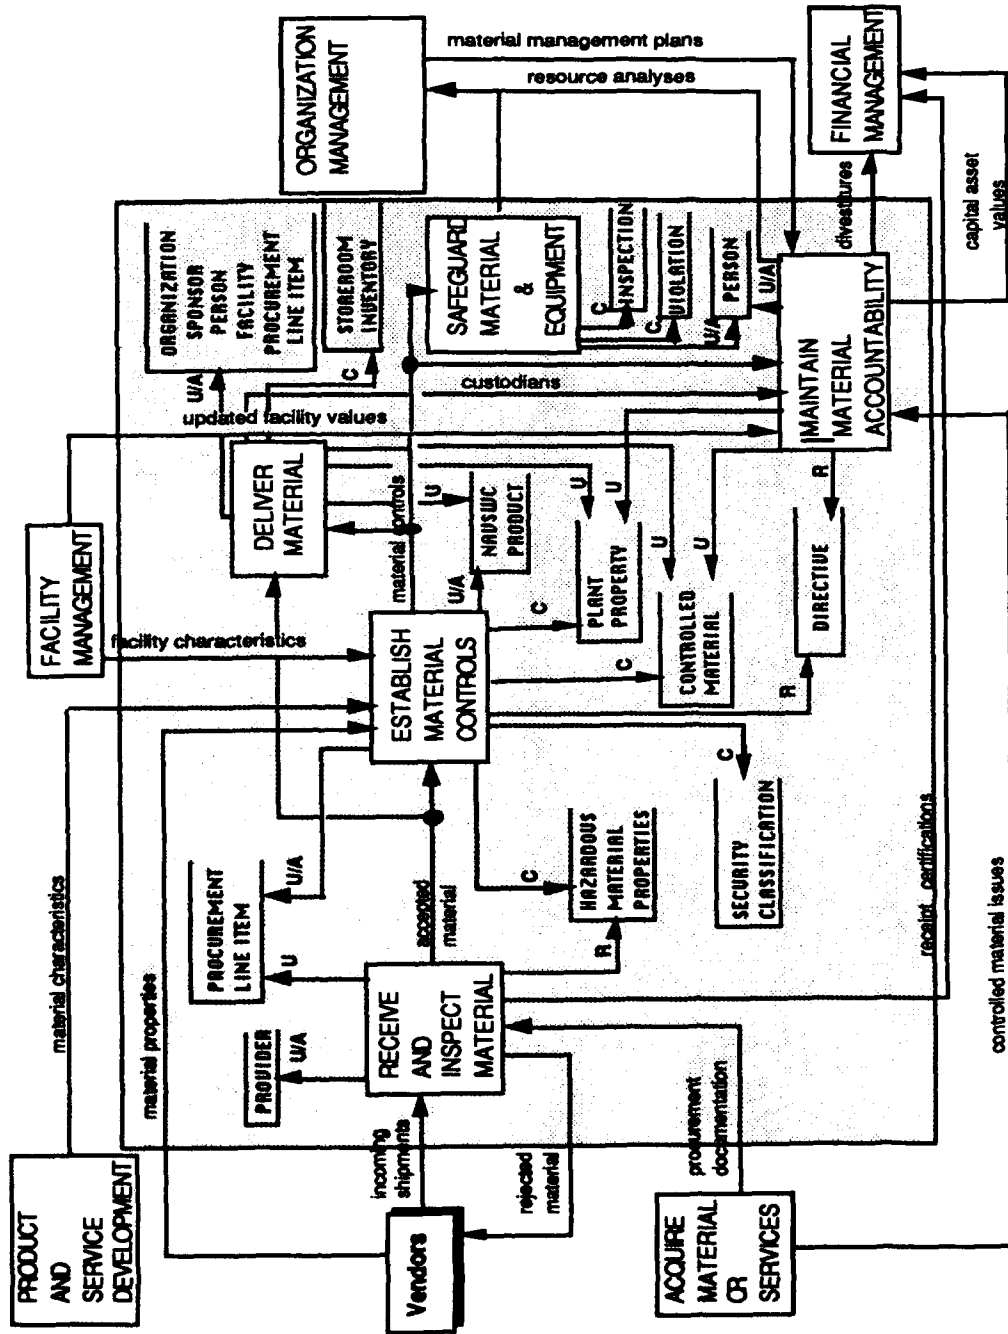 PRODUCT
AND
SERVICE
DEVELOPMENT
FACILITY
MANAGEMENT
ORGANIZATION
MANAGEMENT
material characteristics
material properties
facility characteristics
updated facility values
material management plans
resource analyses
ORGANIZATION
SPONSOR
PERSON
FACILITY
PROCUREMENT
LINE ITEM
U/A
STOREROOM
INVENTORY
C
PROVIDER
U/A
PROCUREMENT
LINE ITEM
U
U/A
DELIVER
MATERIAL
custodians
material controls
SAFEGUARD
MATERIAL
&
EQUIPMENT
C
INSPECTION
C
VIOLATION
U/A
PERSON
U/A
Vendors
incoming
shipments
rejected
material
RECEIVE
AND
INSPECT
MATERIAL
accepted
material
ESTABLISH
MATERIAL
CONTROLS
U/A
U
NAVSWC
PRODUCT
C
PLANT
PROPERTY
U
U
C
CONTROLLED
MATERIAL
U
U
R
DIRECTIVE
R
C
HAZARDOUS
MATERIAL
PROPERTIES
R
C
SECURITY
CLASSIFICATION
MAINTAIN
MATERIAL
ACCOUNTABILITY
divestitures
FINANCIAL
MANAGEMENT
ACQUIRE
MATERIAL
OR
SERVICES
procurement
documentation
receipt certifications
capital asset
values
controlled material issues